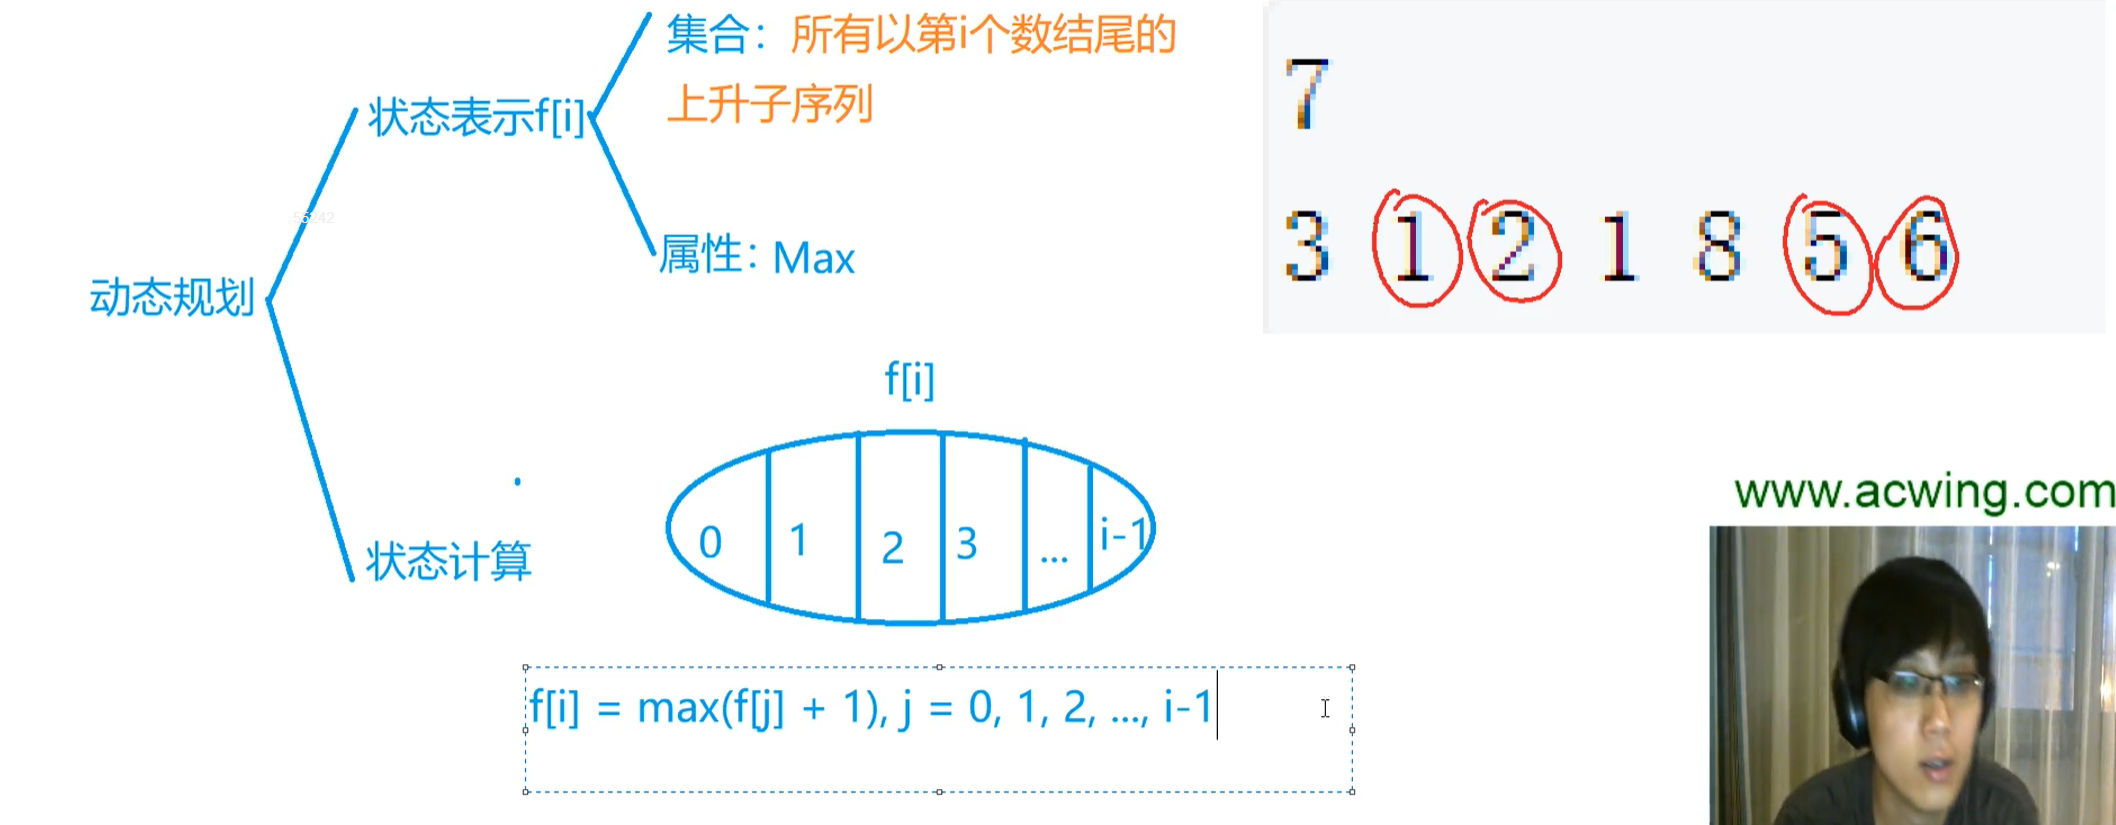 集合：所有以第i个数结尾的
上升子序列
状态表示f[i]
属性：Max
动态规划
55242
状态计算
f[i]
0 1 2 3 ... i-1
f[i] = max(f[j] + 1), j = 0, 1, 2, ..., i-1
7
3 1 2 1 8 5 6
www.acwing.com